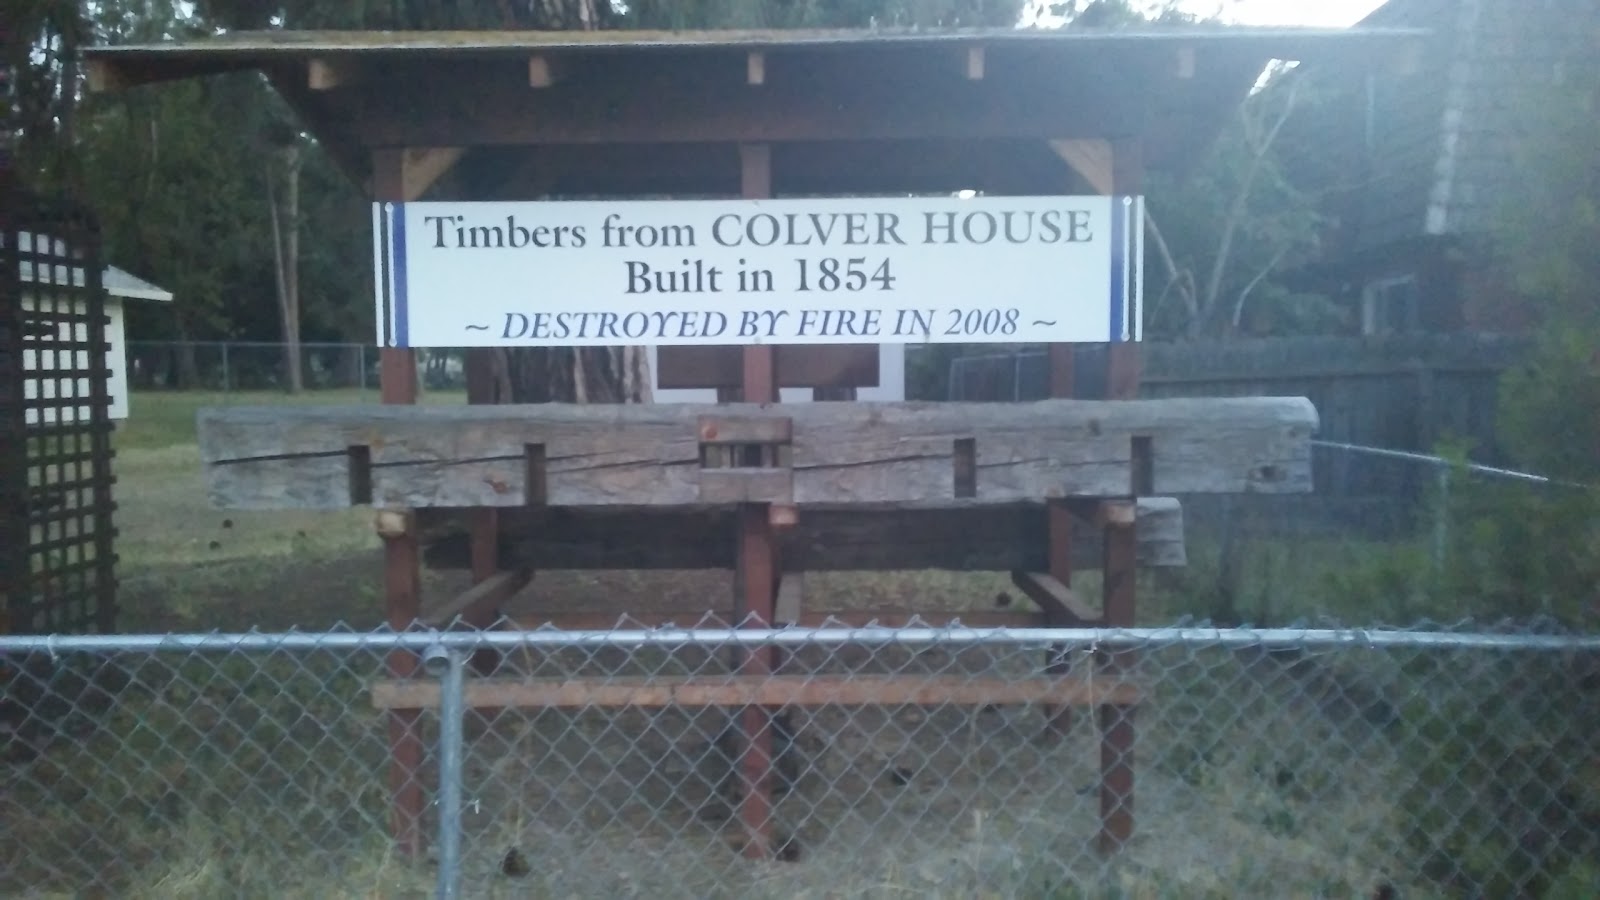 Timbers from COLVER HOUSE
Built in 1854
~ DESTROYED BY FIRE IN 2008 ~